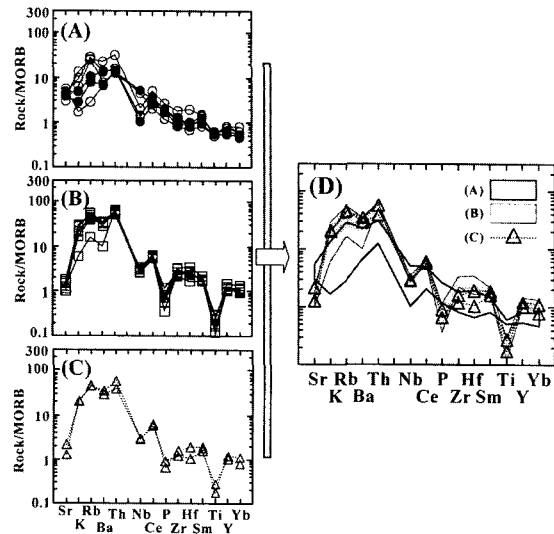 (A)
Rock/MORB
300
100
10
1
0.1
(B)
Rock/MORB
300
100
10
1
0.1
(C)
Rock/MORB
300
100
10
1
0.1
Sr Rb Th Nb P Hf Ti Yb
K Ba Ce Zr Sm Y
(D)
(A)
(B)
(C)
Sr Rb Th Nb P Hf Ti Yb
K Ba Ce Zr Sm Y